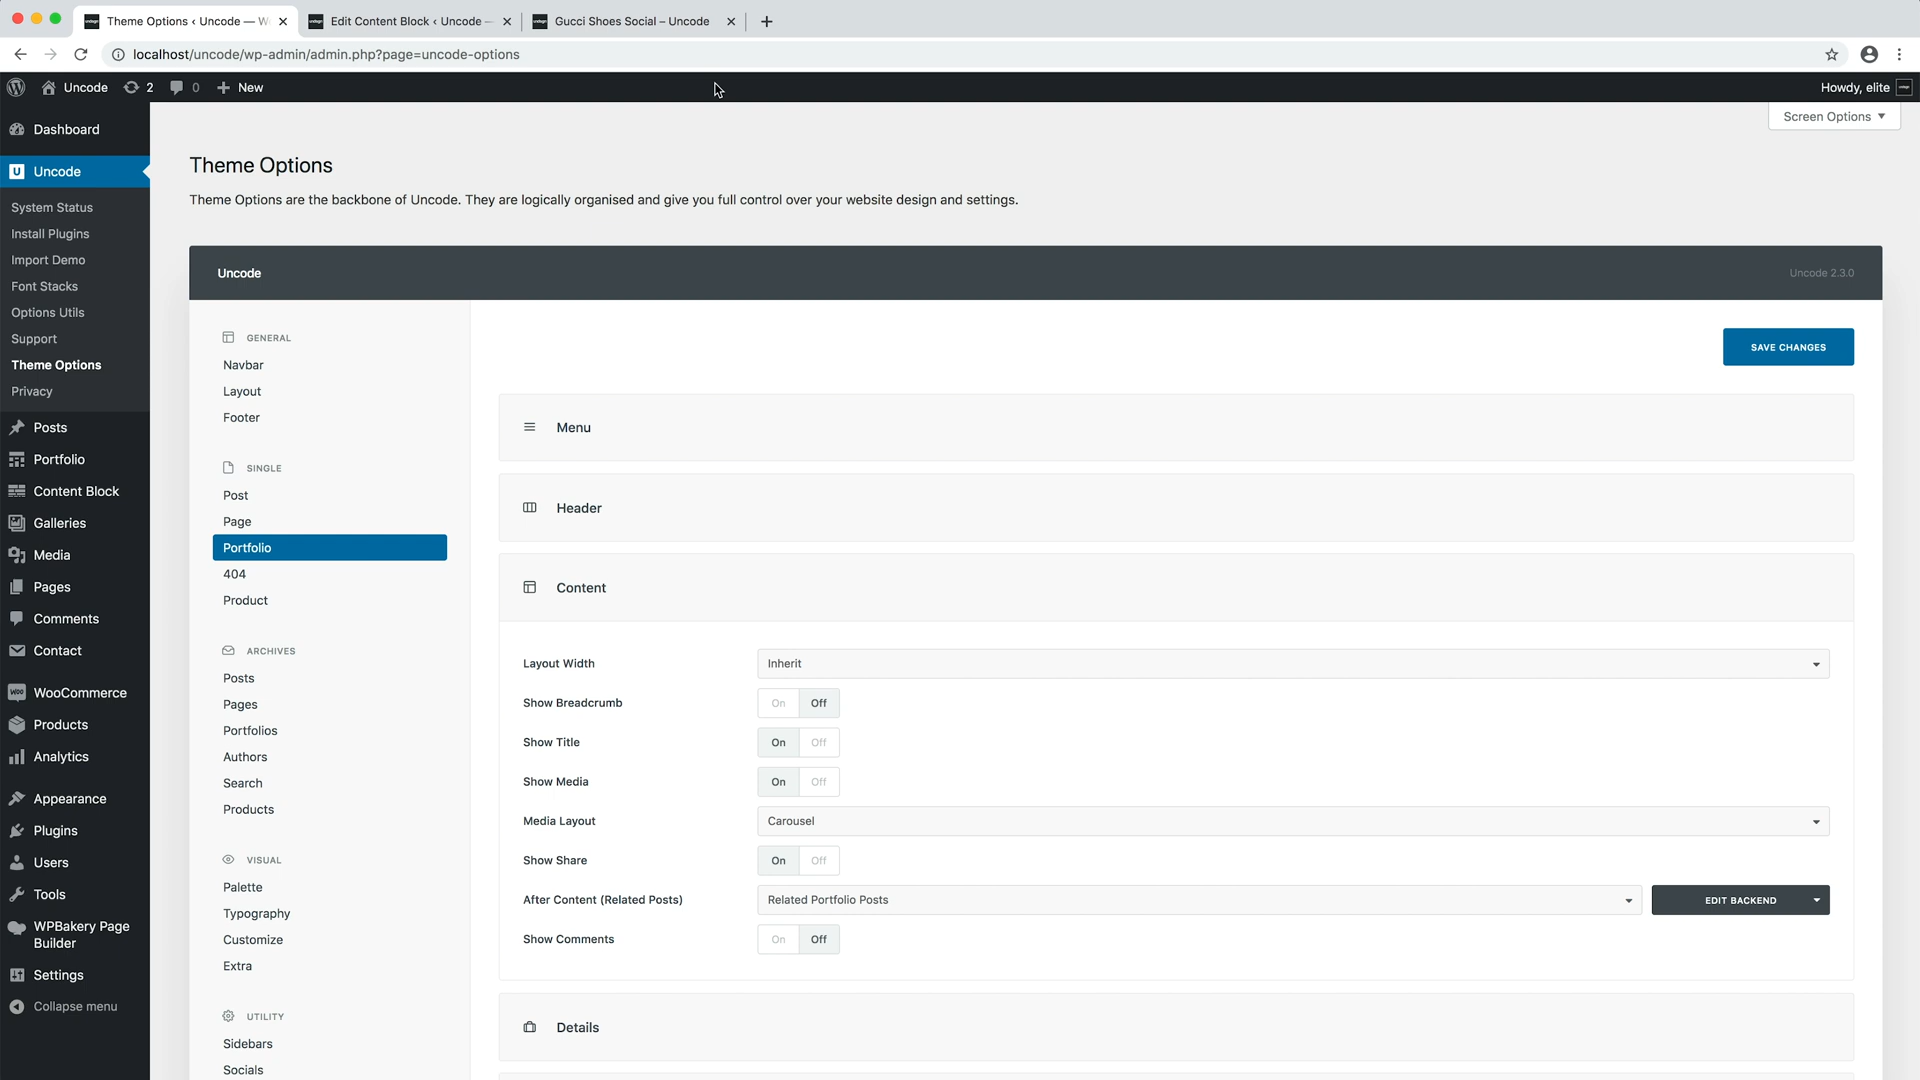 Theme Options ‹ Uncode — W
Edit Content Block ‹ Uncode —
Gucci Shoes Social – Uncode
localhost/uncode/wp-admin/admin.php?page=uncode-options
Uncode
2
0
New
Howdy, elite
Screen Options
Dashboard
Uncode
System Status
Install Plugins
Import Demo
Font Stacks
Options Utils
Support
Theme Options
Privacy
Posts
Portfolio
Content Block
Galleries
Media
Pages
Comments
Contact
WooCommerce
Products
Analytics
Appearance
Plugins
Users
Tools
WPBakery Page
Builder
Settings
Collapse menu
Theme Options
Theme Options are the backbone of Uncode. They are logically organised and give you full control over your website design and settings.
Uncode
Uncode 2.3.0
GENERAL
Navbar
Layout
Footer
SINGLE
Post
Page
Portfolio
404
Product
ARCHIVES
Posts
Pages
Portfolios
Authors
Search
Products
VISUAL
Palette
Typography
Customize
Extra
UTILITY
Sidebars
Socials
SAVE CHANGES
Menu
Header
Content
Layout Width
Inherit
Show Breadcrumb
On Off
Show Title
On Off
Show Media
On Off
Media Layout
Carousel
Show Share
On Off
After Content (Related Posts)
Related Portfolio Posts
EDIT BACKEND
Show Comments
On Off
Details